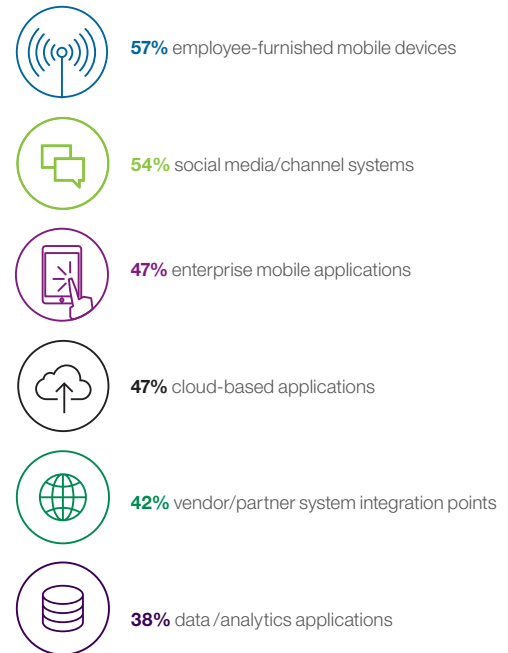 57% employee-furnished mobile devices
54% social media/channel systems
47% enterprise mobile applications
47% cloud-based applications
42% vendor/partner system integration points
38% data /analytics applications